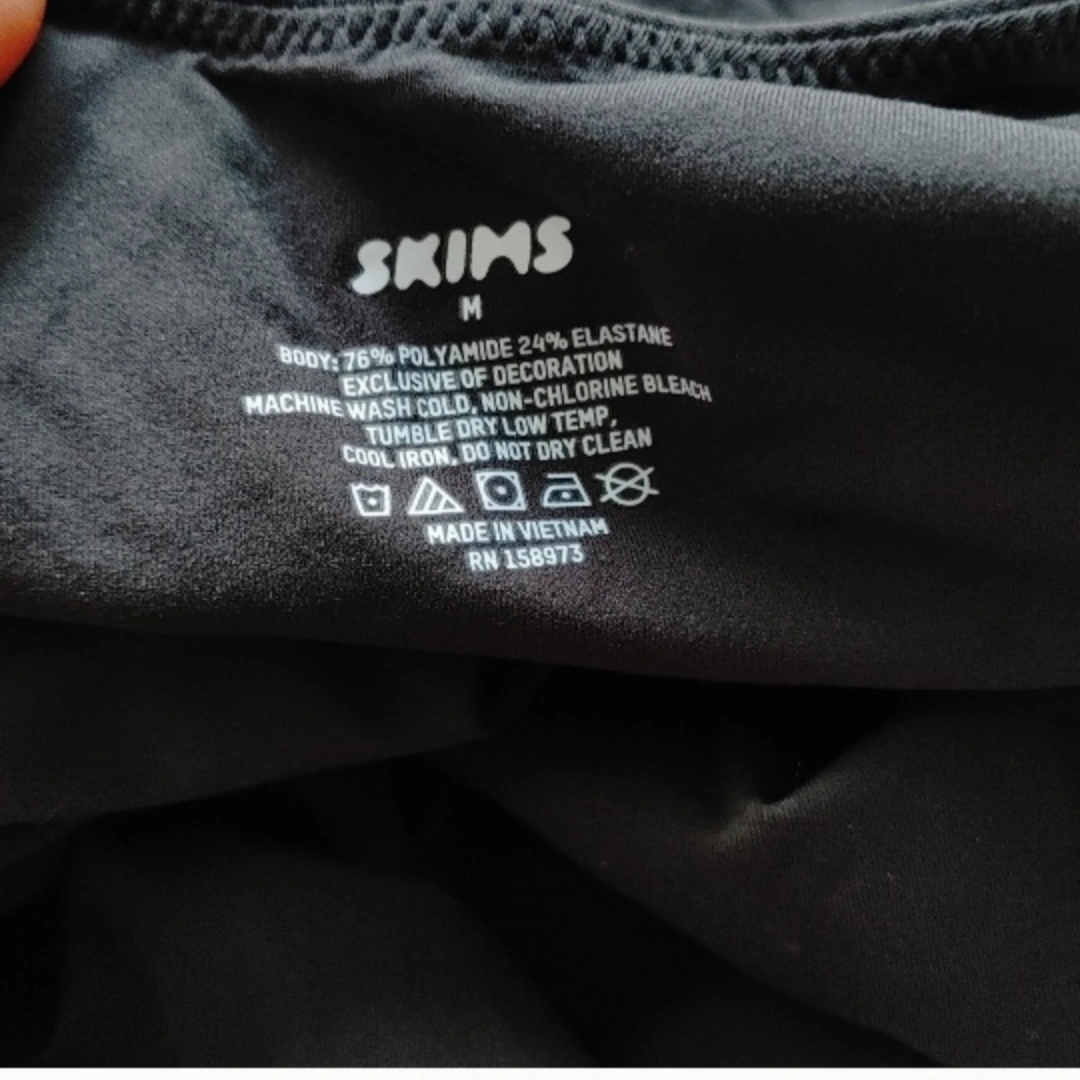 SKIMS
M
BODY: 76% POLYAMIDE 24% ELASTANE
EXCLUSIVE OF DECORATION
MACHINE WASH COLD, NON-CHLORINE BLEACH
TUMBLE DRY LOW TEMP,
COOL IRON, DO NOT DRY CLEAN
MADE IN VIETNAM
RN 158973